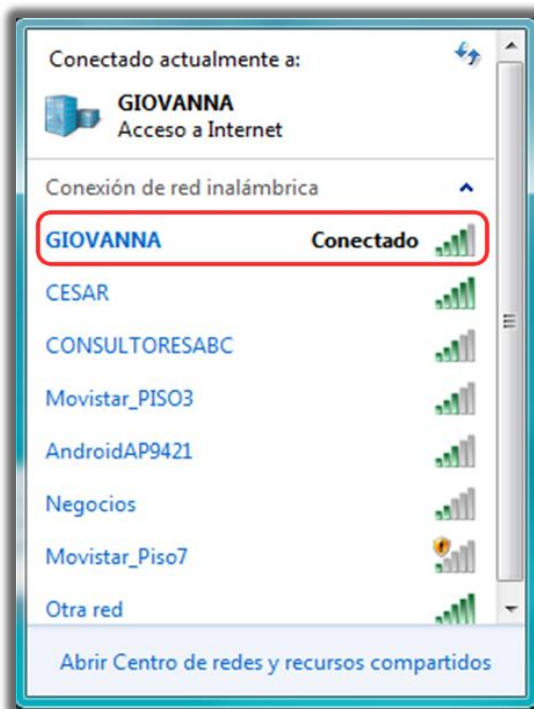 Conectado actualmente a:
GIOVANNA
Acceso a Internet
Conexión de red inalámbrica
GIOVANNA Conectado
CESAR
CONSULTORESABC
Movistar_PISO3
AndroidAP9421
Negocios
Movistar_Piso7
Otra red
Abrir Centro de redes y recursos compartidos